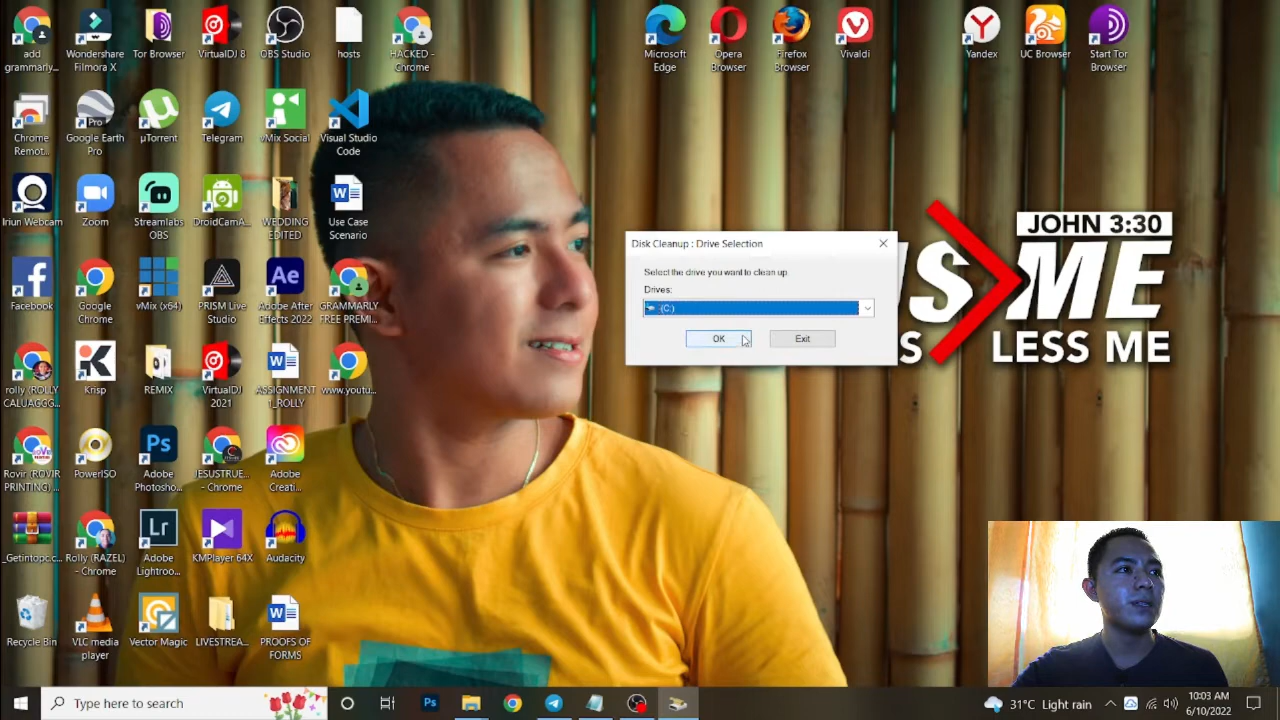 add
grammarly...
Wondershare
Filmora X
Tor Browser
VirtualDJ 8
OBS Studio
hosts
HACKED -
Chrome
Microsoft
Edge
Opera
Browser
Firefox
Browser
Vivaldi
Yandex
UC Browser
Start Tor
Browser
Chrome
Remot...
Google Earth
Pro
µTorrent
Telegram
vMix Social
Visual Studio
Code
Iriun Webcam
Zoom
Streamlabs
OBS
DroidCamA...
WEDDING
EDITED
Use Case
Scenario
Facebook
Google
Chrome
vMix (x64)
PRISM Live
Studio
Adobe After
Effects 2022
GRAMMARLY
FREE PREMI...
rolly (ROLLY
CALUAGGG...
Krisp
REMIX
VirtualDJ
2021
ASSIGNMENT
1_ROLLY
www.youtu...
Rovir (ROVIR
PRINTING)...
PowerISO
Adobe
Photosho...
JESUSTRUE...
- Chrome
Adobe
Creati...
_Getintopc.c...
Rolly (RAZEL)
- Chrome
Adobe
Lightroo...
KMPlayer 64X
Audacity
Recycle Bin
VLC media
player
Vector Magic
LIVESTREA...
PROOFS OF
FORMS
Disk Cleanup : Drive Selection
Select the drive you want to clean up.
Drives:
(C:)
OK
Exit
JOHN 3:30
S > ME
S LESS ME
Type here to search
31°C Light rain
10:03 AM
6/10/2022